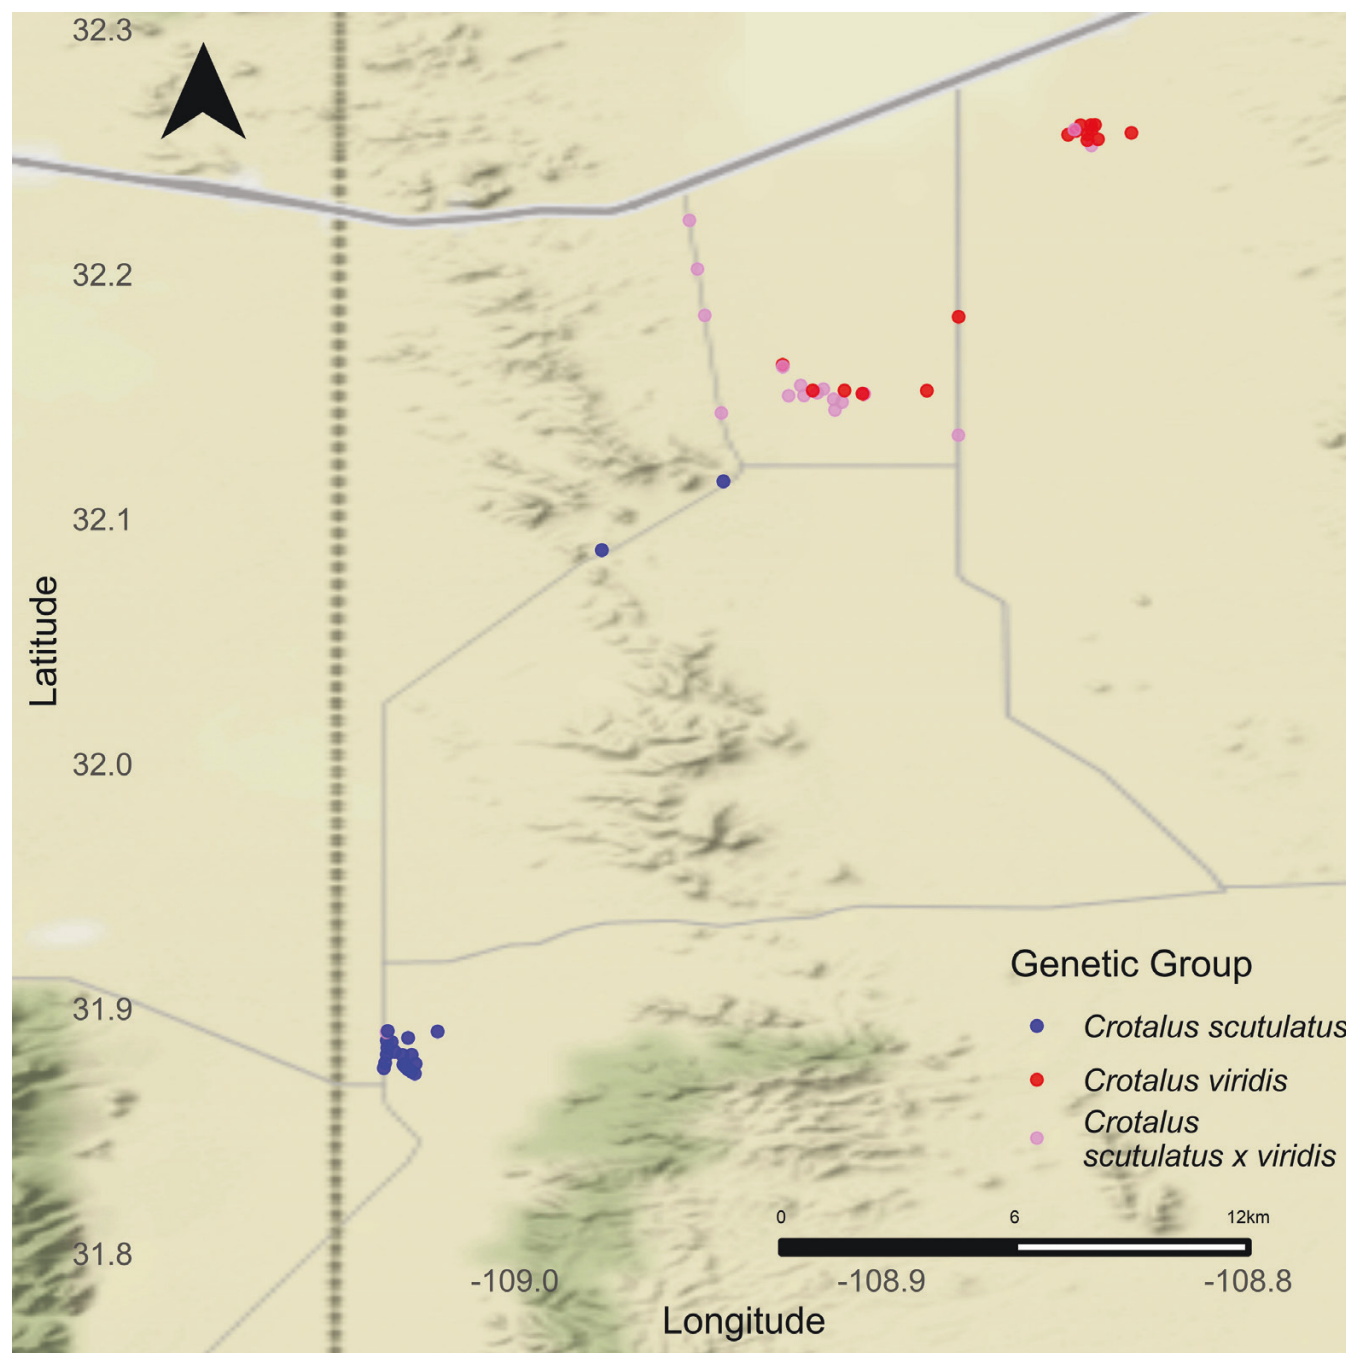 32.3
32.2
32.1
32.0
31.9
31.8
Latitude
Genetic Group
Crotalus scutulatus
Crotalus viridis
Crotalus
scutulatus x viridis
0 6 12km
-109.0 -108.9 -108.8
Longitude